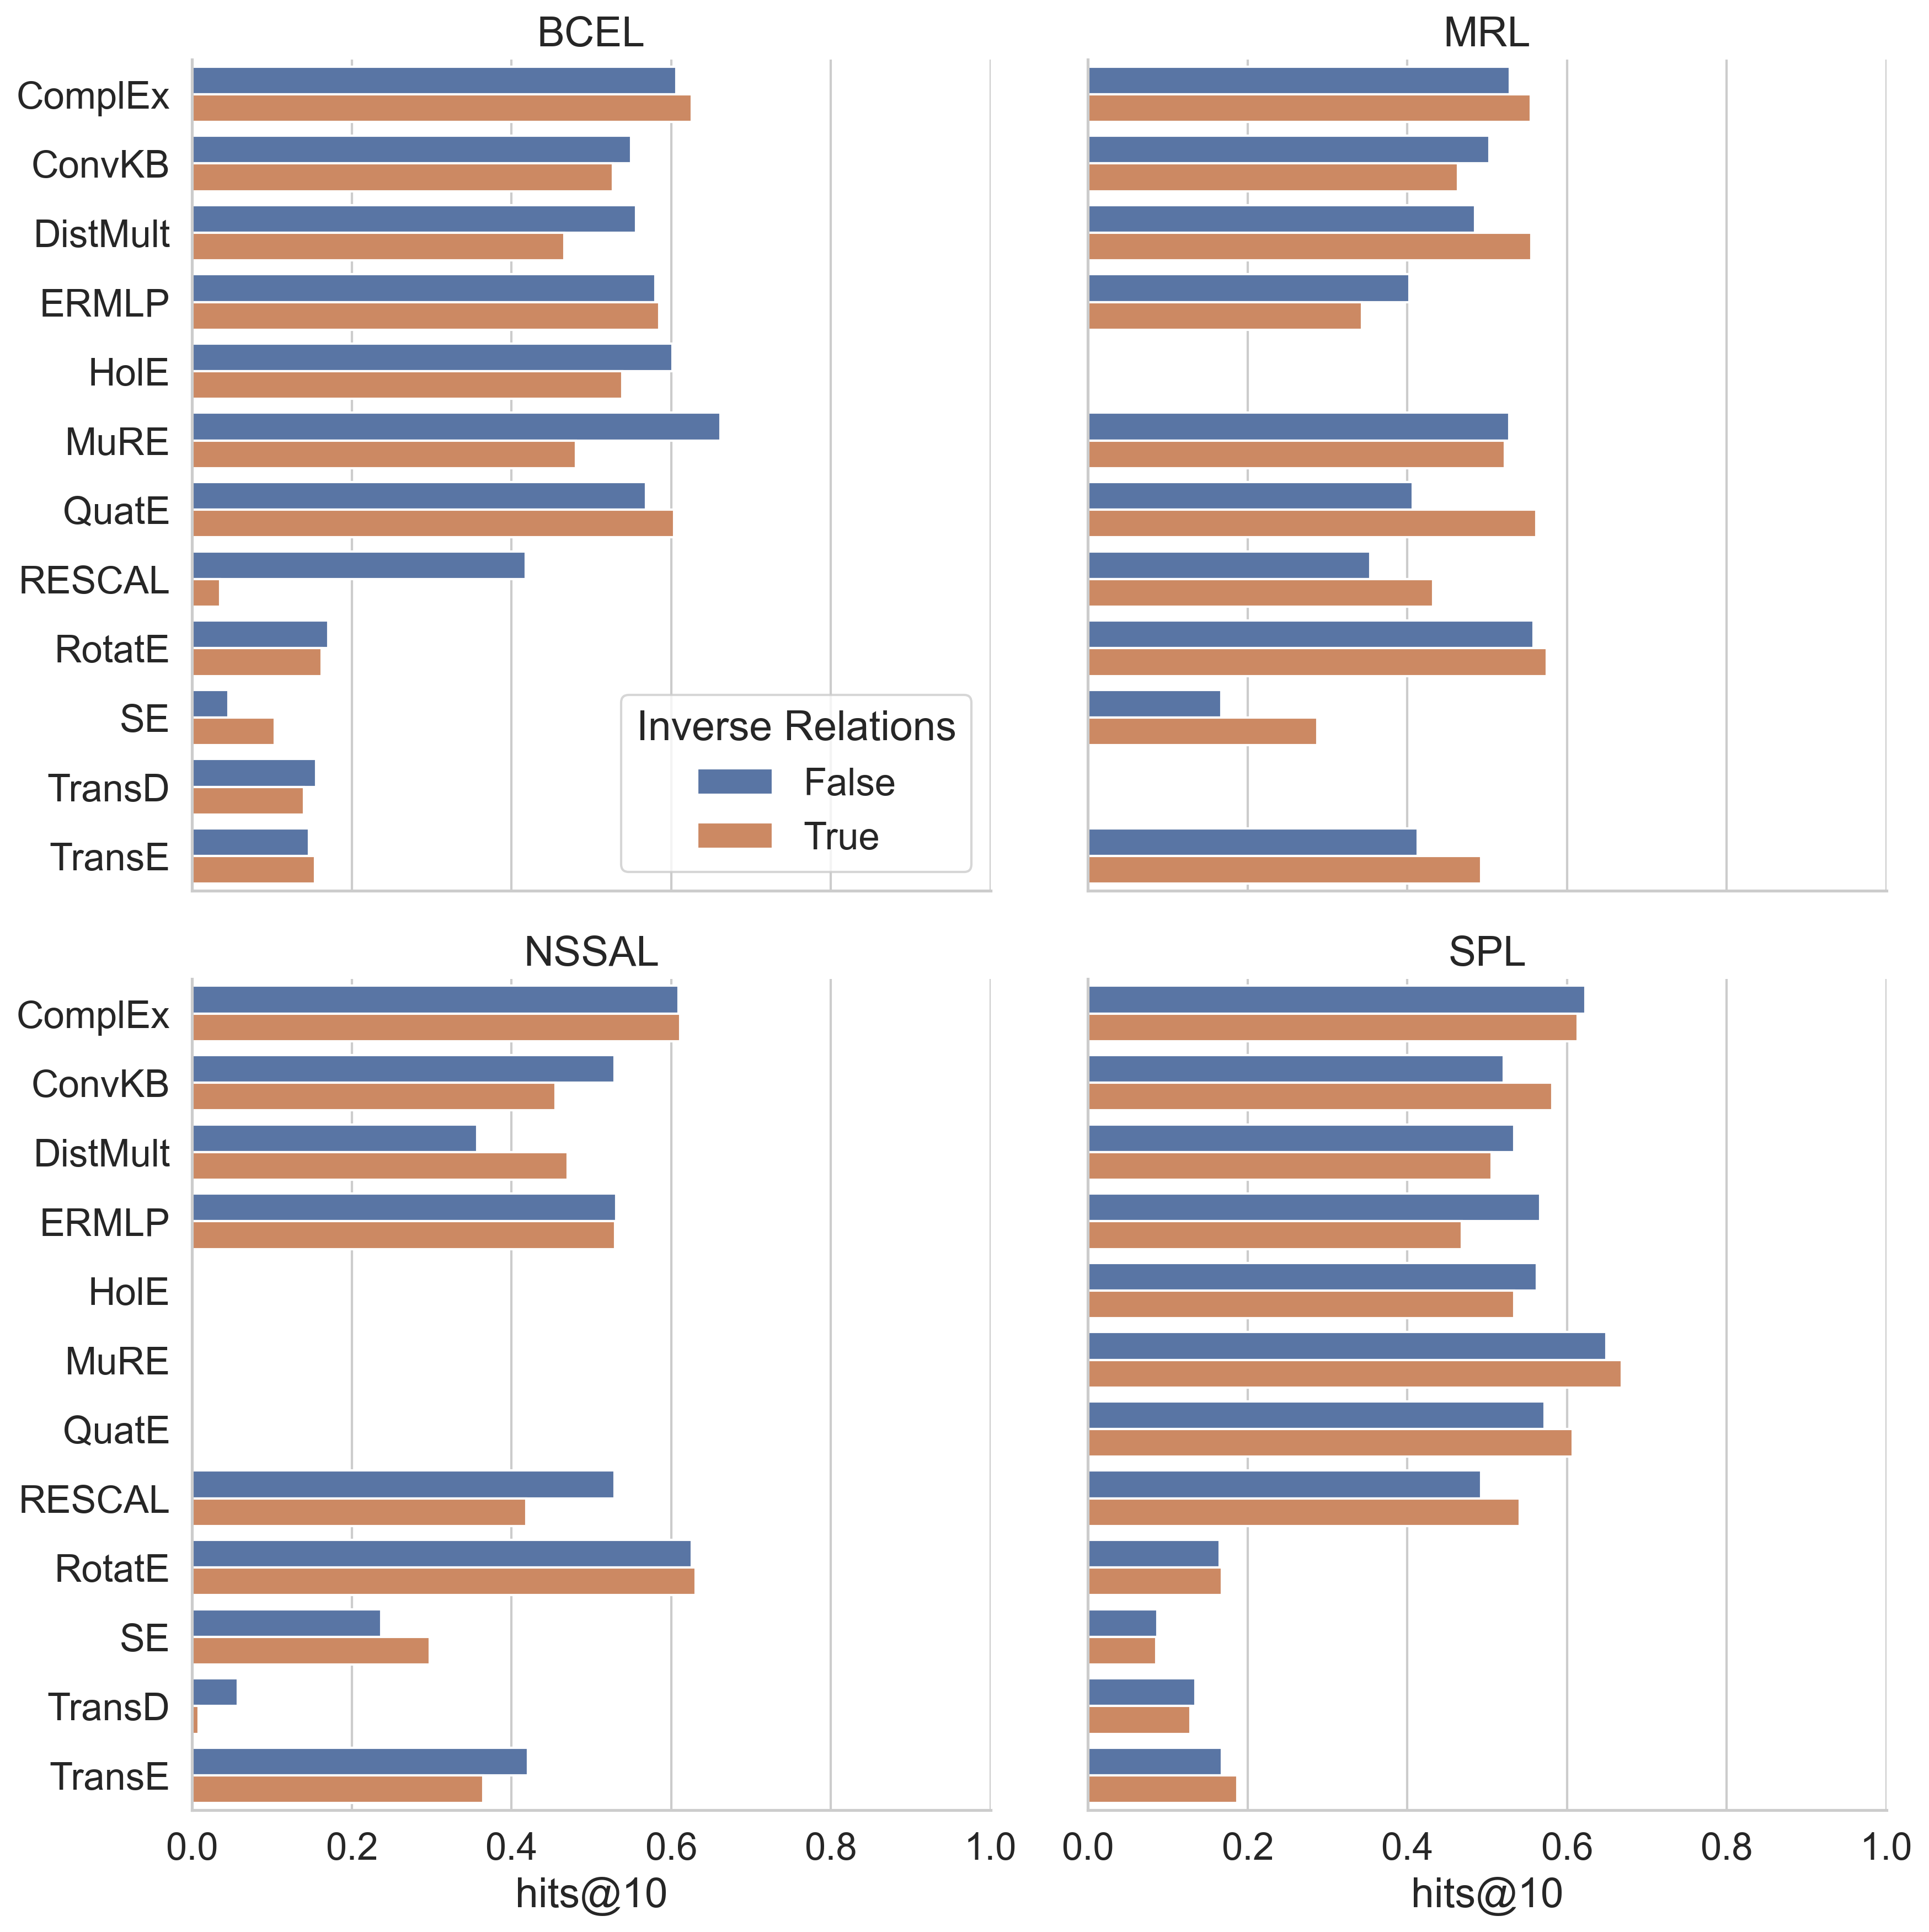 BCEL
MRL
ComplEx
ConvKB
DistMult
ERMLP
HolE
MuRE
QuatE
RESCAL
RotatE
SE
TransD
TransE
Inverse Relations
False
True
NSSAL
SPL
ComplEx
ConvKB
DistMult
ERMLP
HolE
MuRE
QuatE
RESCAL
RotatE
SE
TransD
TransE
0.0 0.2 0.4 0.6 0.8 1.0
hits@10
0.0 0.2 0.4 0.6 0.8 1.0
hits@10